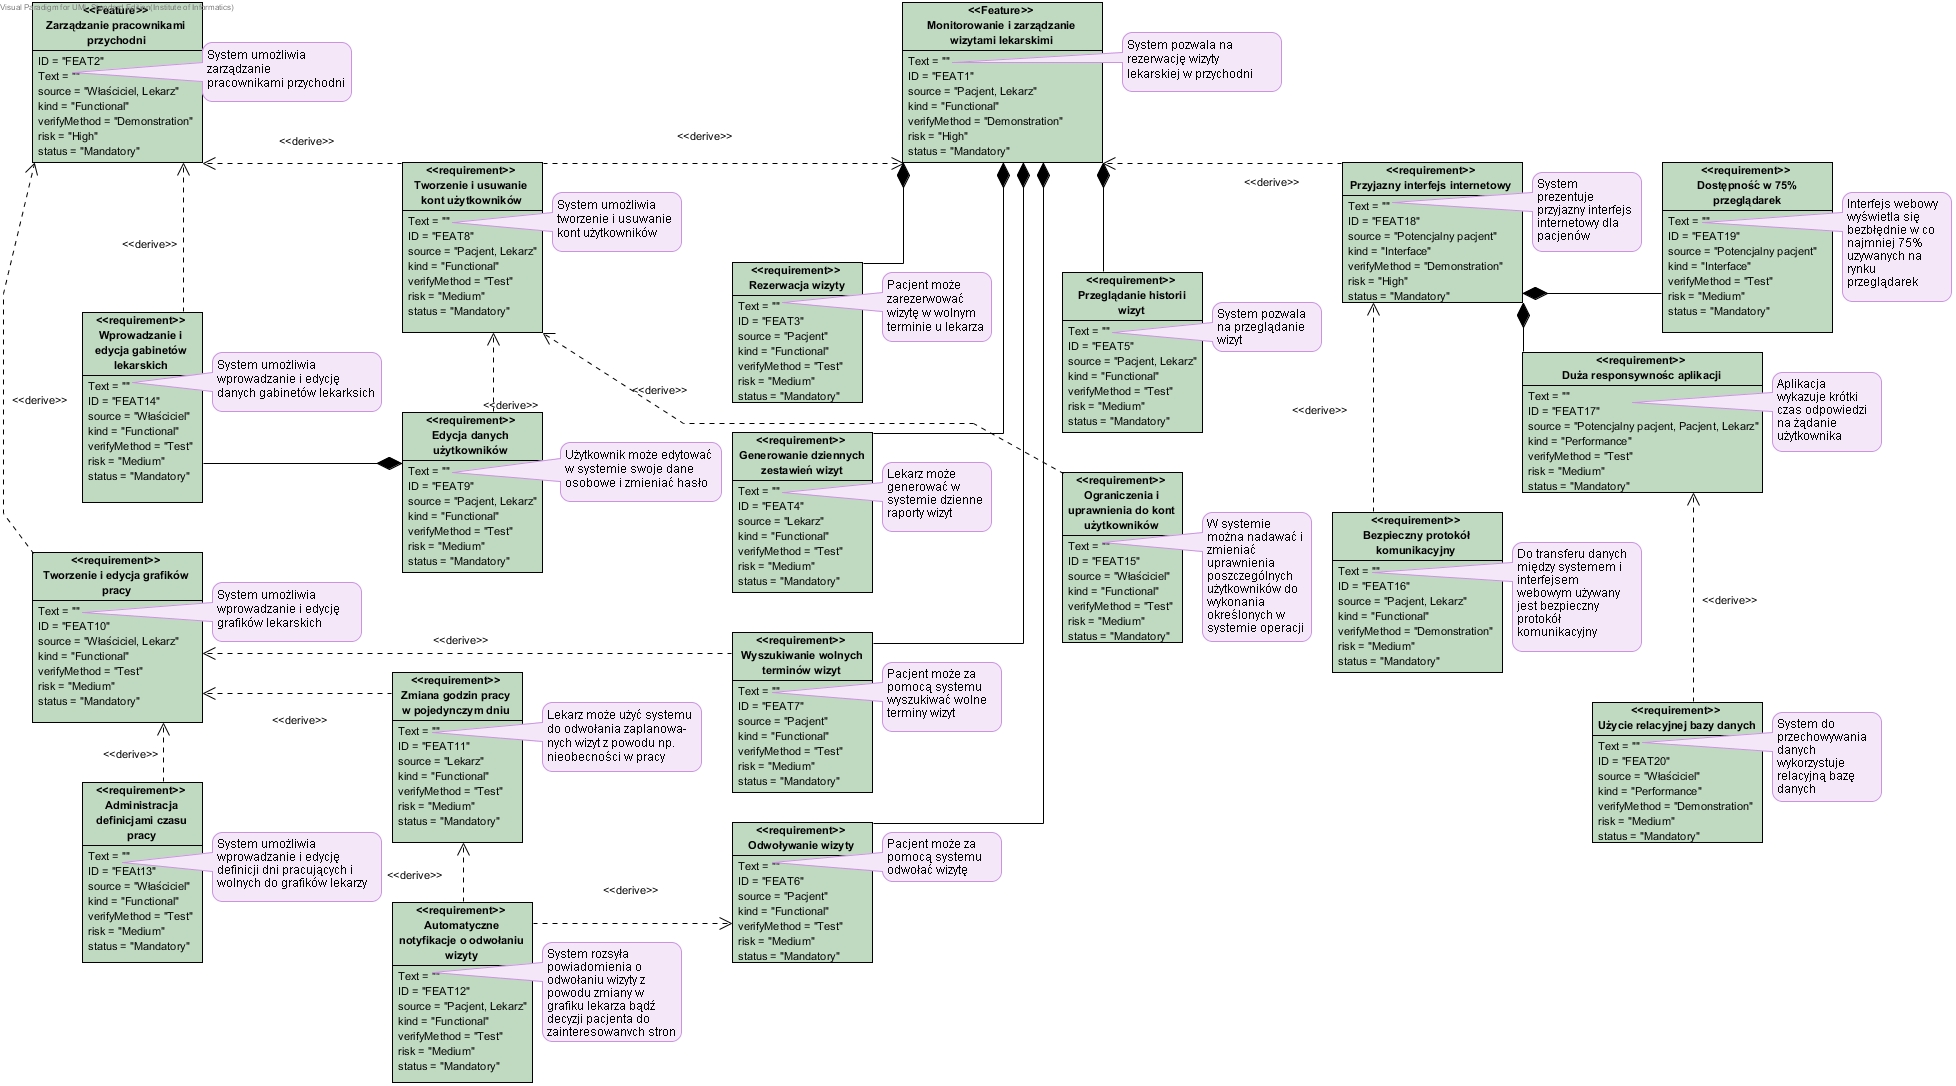 Visual Paradigm for UML Standard Edition(Institute of Informatics)
<<Feature>>
Zarządzanie pracownikami
przychodni
ID = "FEAT2"
Text = ""
source = "Właściciel, Lekarz"
kind = "Functional"
verifyMethod = "Demonstration"
risk = "High"
status = "Mandatory"
System umożliwia
zarządzanie
pracownikami przychodni
<<Feature>>
Monitorowanie i zarządzanie
wizytami lekarskimi
Text = ""
ID = "FEAT1"
source = "Pacjent, Lekarz"
kind = "Functional"
verifyMethod = "Demonstration"
risk = "High"
status = "Mandatory"
System pozwala na
rezerwację wizyty
lekarskiej w przychodni
<<derive>>
<<derive>>
<<derive>>
<<requirement>>
Tworzenie i usuwanie
kont użytkowników
Text = ""
ID = "FEAT8"
source = "Pacjent, Lekarz"
kind = "Functional"
verifyMethod = "Test"
risk = "Medium"
status = "Mandatory"
System umożliwia
tworzenie i usuwanie
kont użytkowników
<<requirement>>
Przyjazny interfejs internetowy
Text = ""
ID = "FEAT18"
source = "Potencjalny pacjent"
kind = "Interface"
verifyMethod = "Demonstration"
risk = "High"
status = "Mandatory"
System
prezentuje
przyjazny interfejs
internetowy dla
pacjenów
<<requirement>>
Dostępność w 75%
przeglądarek
Text = ""
ID = "FEAT19"
source = "Potencjalny pacjent"
kind = "Interface"
verifyMethod = "Test"
risk = "Medium"
status = "Mandatory"
Interfejs webowy
wyświetla się
bezbłędnie w co
najmniej 75%
uzywanych na
rynku
przeglądarek
<<derive>>
<<requirement>>
Rezerwacja wizyty
Text = ""
ID = "FEAT3"
source = "Pacjent"
kind = "Functional"
verifyMethod = "Test"
risk = "Medium"
status = "Mandatory"
Pacjent może
zarezerwować
wizytę w wolnym
terminie u lekarza
<<requirement>>
Przeglądanie historii
wizyt
Text = ""
ID = "FEAT5"
source = "Pacjent, Lekarz"
kind = "Functional"
verifyMethod = "Test"
risk = "Medium"
status = "Mandatory"
System pozwala
na przeglądanie
wizyt
<<requirement>>
Wprowadzanie i
edycja gabinetów
lekarskich
Text = ""
ID = "FEAT14"
source = "Właściciel"
kind = "Functional"
verifyMethod = "Test"
risk = "Medium"
status = "Mandatory"
System umożliwia
wprowadzanie i edycję
danych gabinetów lekarksich
<<derive>>
<<derive>>
<<derive>>
<<derive>>
<<requirement>>
Duża responsywnośc aplikacji
Text = ""
ID = "FEAT17"
source = "Potencjalny pacjent, Pacjent, Lekarz"
kind = "Performance"
verifyMethod = "Test"
risk = "Medium"
status = "Mandatory"
Aplikacja
wykazuje krótki
czas odpowiedzi
na żądanie
użytkownika
<<requirement>>
Edycja danych
użytkowników
Text = ""
ID = "FEAT9"
source = "Pacjent, Lekarz"
kind = "Functional"
verifyMethod = "Test"
risk = "Medium"
status = "Mandatory"
Użytkownik może edytować
w systemie swoje dane
osobowe i zmieniać hasło
<<requirement>>
Generowanie dziennych
zestawień wizyt
Text = ""
ID = "FEAT4"
source = "Lekarz"
kind = "Functional"
verifyMethod = "Test"
risk = "Medium"
status = "Mandatory"
Lekarz może
generować w
systemie dzienne
raporty wizyt
<<requirement>>
Ograniczenia i
uprawnienia do kont
użytkowników
Text = ""
ID = "FEAT15"
source = "Właściciel"
kind = "Functional"
verifyMethod = "Test"
risk = "Medium"
status = "Mandatory"
W systemie
można nadawać i
zmieniać
uprawnienia
poszczególnych
użytkowników do
wykonania
określonych w
systemie operacji
<<requirement>>
Bezpieczny protokół
komunikacyjny
Text = ""
ID = "FEAT16"
source = "Pacjent, Lekarz"
kind = "Functional"
verifyMethod = "Demonstration"
risk = "Medium"
status = "Mandatory"
Do transferu danych
między systemem i
interfejsem
webowym używany
jest bezpieczny
protokół
komunikacyjny
<<derive>>
<<requirement>>
Tworzenie i edycja grafików
pracy
Text = ""
ID = "FEAT10"
source = "Właściciel, Lekarz"
kind = "Functional"
verifyMethod = "Test"
risk = "Medium"
status = "Mandatory"
System umożliwia
wprowadzanie i edycję
grafików lekarskich
<<derive>>
<<requirement>>
Wyszukiwanie wolnych
terminów wizyt
Text = ""
ID = "FEAT7"
source = "Pacjent"
kind = "Functional"
verifyMethod = "Test"
risk = "Medium"
status = "Mandatory"
Pacjent może za
pomocą systemu
wyszukiwać wolne
terminy wizyt
<<derive>>
<<requirement>>
Zmiana godzin pracy
w pojedynczym dniu
Text = ""
ID = "FEAT11"
source = "Lekarz"
kind = "Functional"
verifyMethod = "Test"
risk = "Medium"
status = "Mandatory"
Lekarz może użyć systemu
do odwołania zaplanowa-
nych wizyt z powodu np.
nieobecności w pracy
<<requirement>>
Użycie relacyjnej bazy danych
Text = ""
ID = "FEAT20"
source = "Właściciel"
kind = "Performance"
verifyMethod = "Demonstration"
risk = "Medium"
status = "Mandatory"
System do
przechowywania
danych
wykorzystuje
relacyjną bazę
danych
<<derive>>
<<requirement>>
Administracja
definicjami czasu
pracy
Text = ""
ID = "FEAt13"
source = "Właściciel"
kind = "Functional"
verifyMethod = "Test"
risk = "Medium"
status = "Mandatory"
System umożliwia
wprowadzanie i edycję
definicji dni pracujących i
wolnych do grafików lekarzy
<<derive>>
<<derive>>
<<requirement>>
Odwoływanie wizyty
Text = ""
ID = "FEAT6"
source = "Pacjent"
kind = "Functional"
verifyMethod = "Test"
risk = "Medium"
status = "Mandatory"
Pacjent może za
pomocą systemu
odwołać wizytę
<<requirement>>
Automatyczne
notyfikacje o odwołaniu
wizyty
Text = ""
ID = "FEAT12"
source = "Pacjent, Lekarz"
kind = "Functional"
verifyMethod = "Test"
risk = "Medium"
status = "Mandatory"
System rozsyła
powiadomienia o
odwołaniu wizyty z
powodu zmiany w
grafiku lekarza bądź
decyzji pacjenta do
zainteresowanych stron